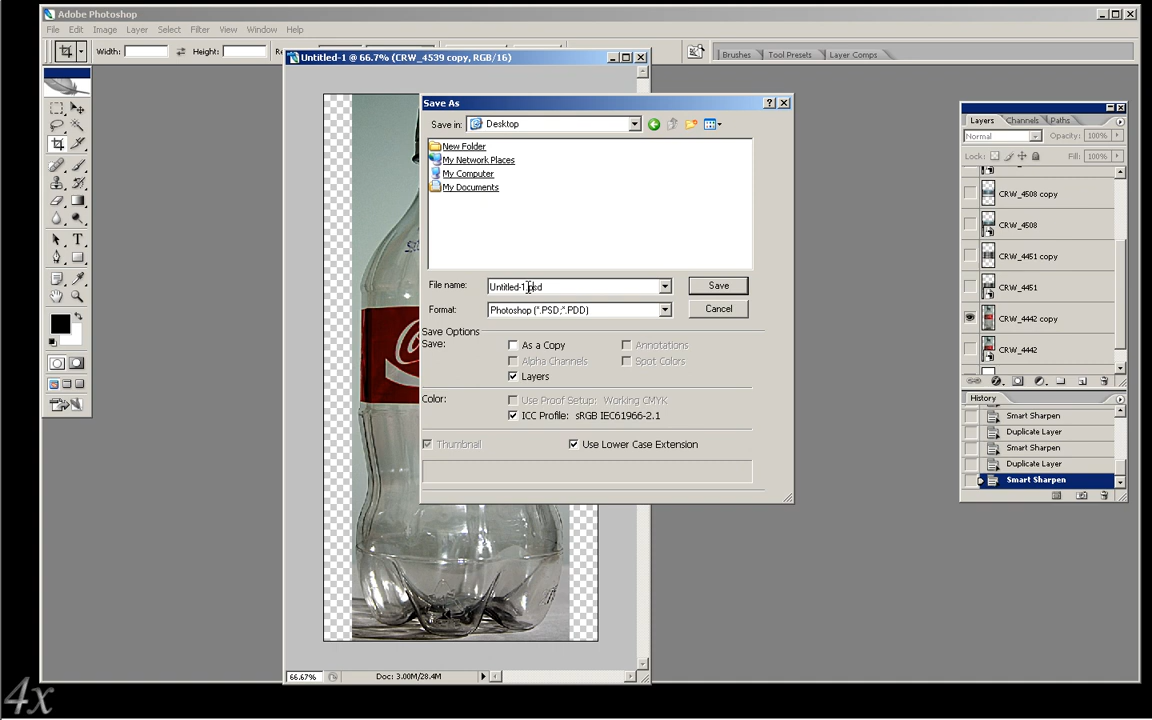 Adobe Photoshop
File Edit Image Layer Select Filter View Window Help
Width: Height:
Brushes Tool Presets Layer Comps
Untitled-1 @ 66.7% (CRW_4539 copy, RGB/16)
Save As
Save in: Desktop
New Folder
My Network Places
My Computer
My Documents
File name: Untitled-1.psd Save
Format: Photoshop (*.PSD;*.PDD) Cancel
Save Options
Save: As a Copy Annotations
Alpha Channels Spot Colors
Layers
Color: Use Proof Setup: Working CMYK
ICC Profile: sRGB IEC61966-2.1
Thumbnail Use Lower Case Extension
Layers Channels Paths
Normal Opacity: 100%
Lock: Fill: 100%
CRW_4508 copy
CRW_4508
CRW_4451 copy
CRW_4451
CRW_4442 copy
CRW_4442
History
Smart Sharpen
Duplicate Layer
Smart Sharpen
Duplicate Layer
Smart Sharpen
66.67% Doc: 3.00M/28.4M
4x